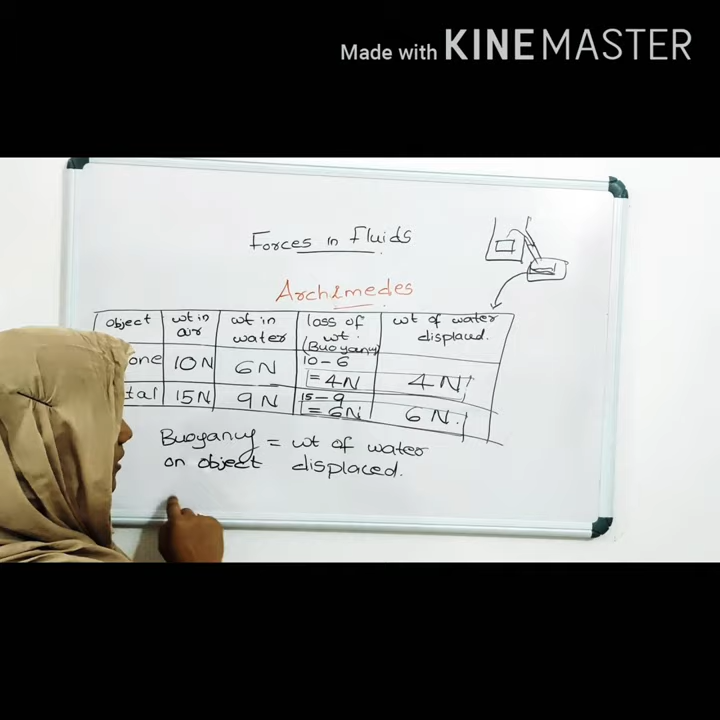 Made with KINEMASTER
Forces in Fluids
Archimedes
object
wt in air
wt in water
loss of wt. (Buoyancy)
wt of water displaced.
one
10N
6N
10-6 = 4N
4N
tal
15N
9N
15-9 = 6N
6N.
Buoyancy = wt of water
on object displaced.